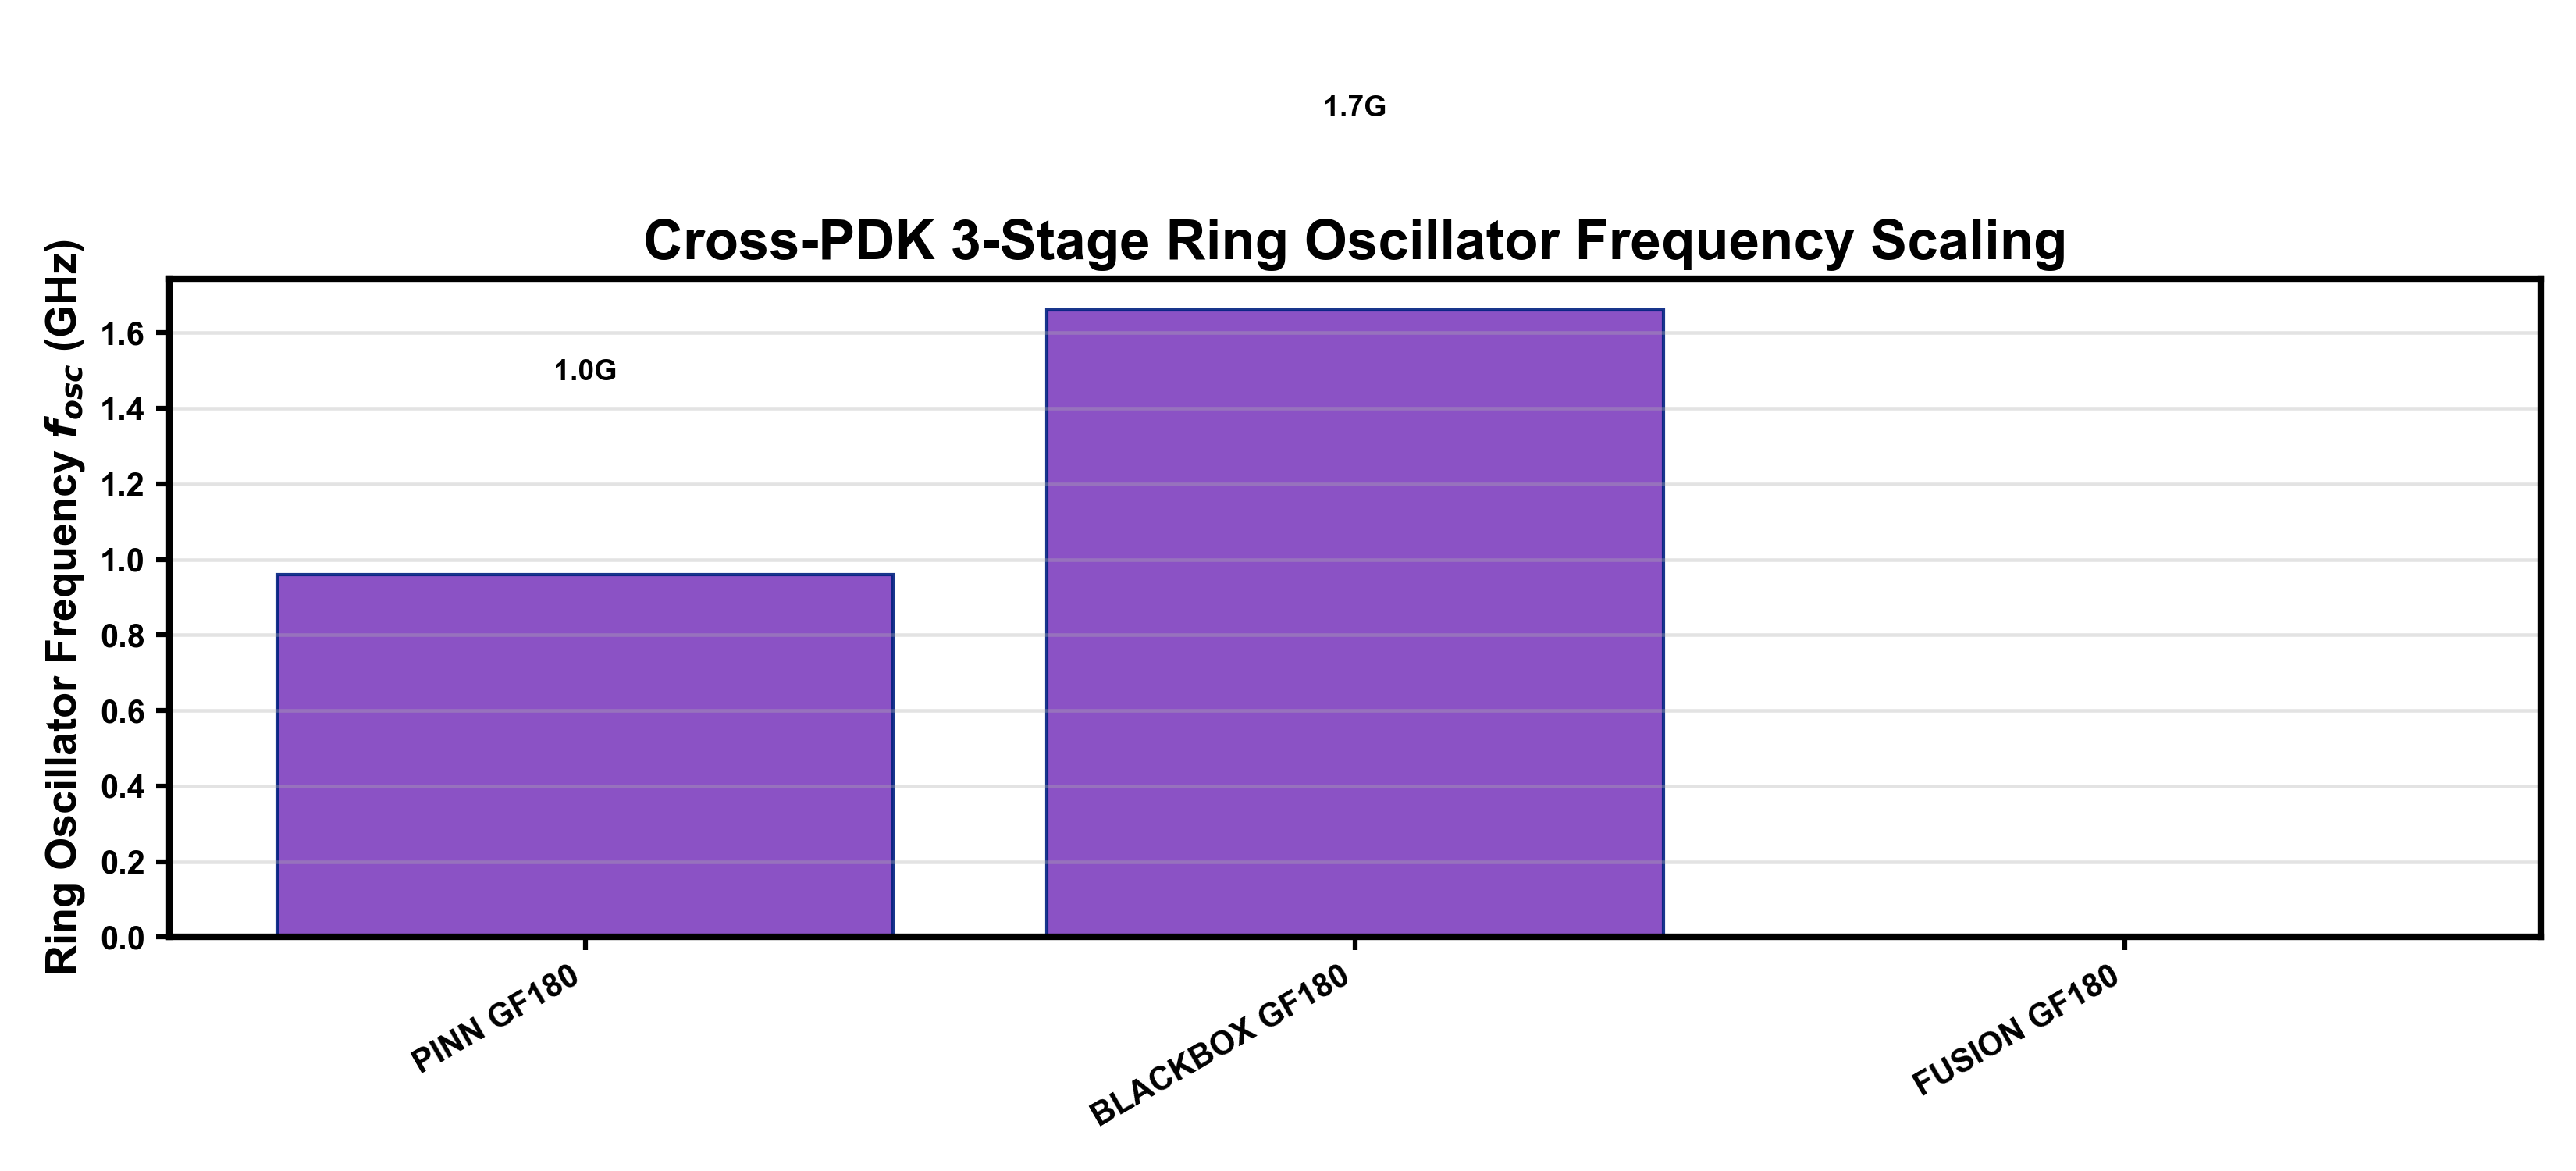 1.7G
Cross-PDK 3-Stage Ring Oscillator Frequency Scaling
Ring Oscillator Frequency f_osc (GHz)
1.6
1.0G
1.4
1.2
1.0
0.8
0.6
0.4
0.2
0.0
PINN GF180
BLACKBOX GF180
FUSION GF180